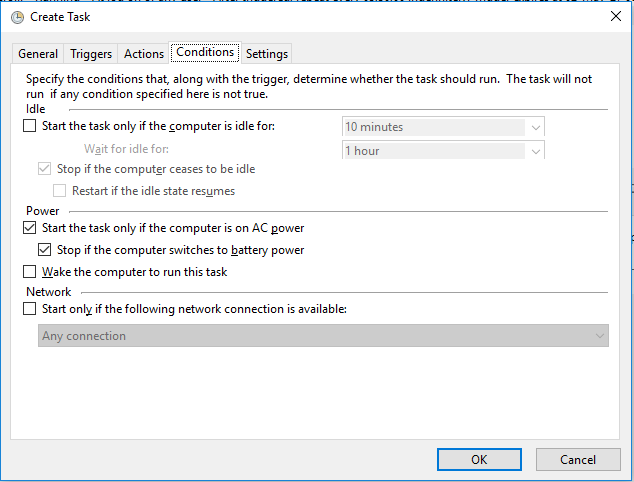 Create Task
General
Triggers
Actions
Conditions
Settings
Specify the conditions that, along with the trigger, determine whether the task should run. The task will not
run if any condition specified here is not true.
Idle
Start the task only if the computer is idle for:
10 minutes
Wait for idle for:
1 hour
Stop if the computer ceases to be idle
Restart if the idle state resumes
Power
Start the task only if the computer is on AC power
Stop if the computer switches to battery power
Wake the computer to run this task
Network
Start only if the following network connection is available:
Any connection
OK
Cancel